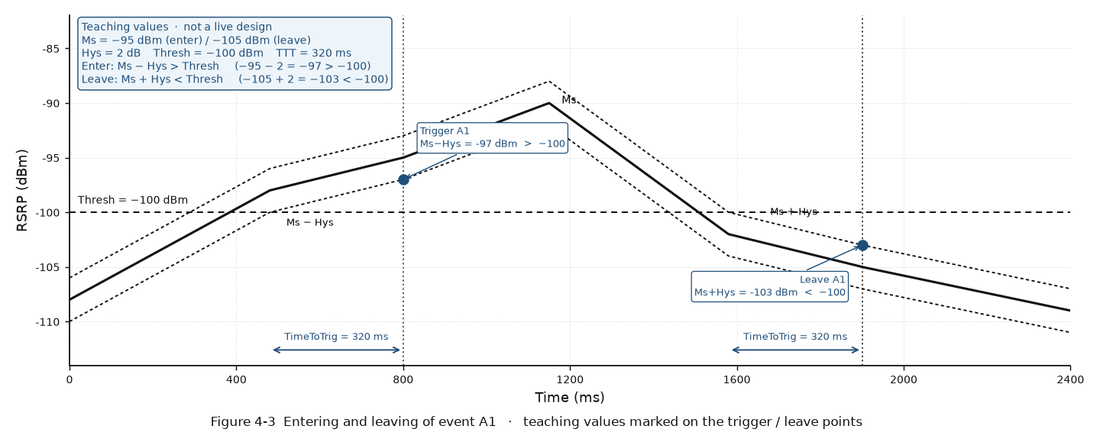 Teaching values · not a live design
Ms = −95 dBm (enter) / −105 dBm (leave)
Hys = 2 dB Thresh = −100 dBm TTT = 320 ms
Enter: Ms − Hys > Thresh (−95 − 2 = −97 > −100)
Leave: Ms + Hys < Thresh (−105 + 2 = −103 < −100)
RSRP (dBm)
-85
-90
-95
-100
-105
-110
Ms
Trigger A1
Ms−Hys = -97 dBm > −100
Thresh = −100 dBm
Ms − Hys
Ms + Hys
Leave A1
Ms+Hys = -103 dBm < −100
TimeToTrig = 320 ms
TimeToTrig = 320 ms
0 400 800 1200 1600 2000 2400
Time (ms)
Figure 4-3 Entering and leaving of event A1 · teaching values marked on the trigger / leave points